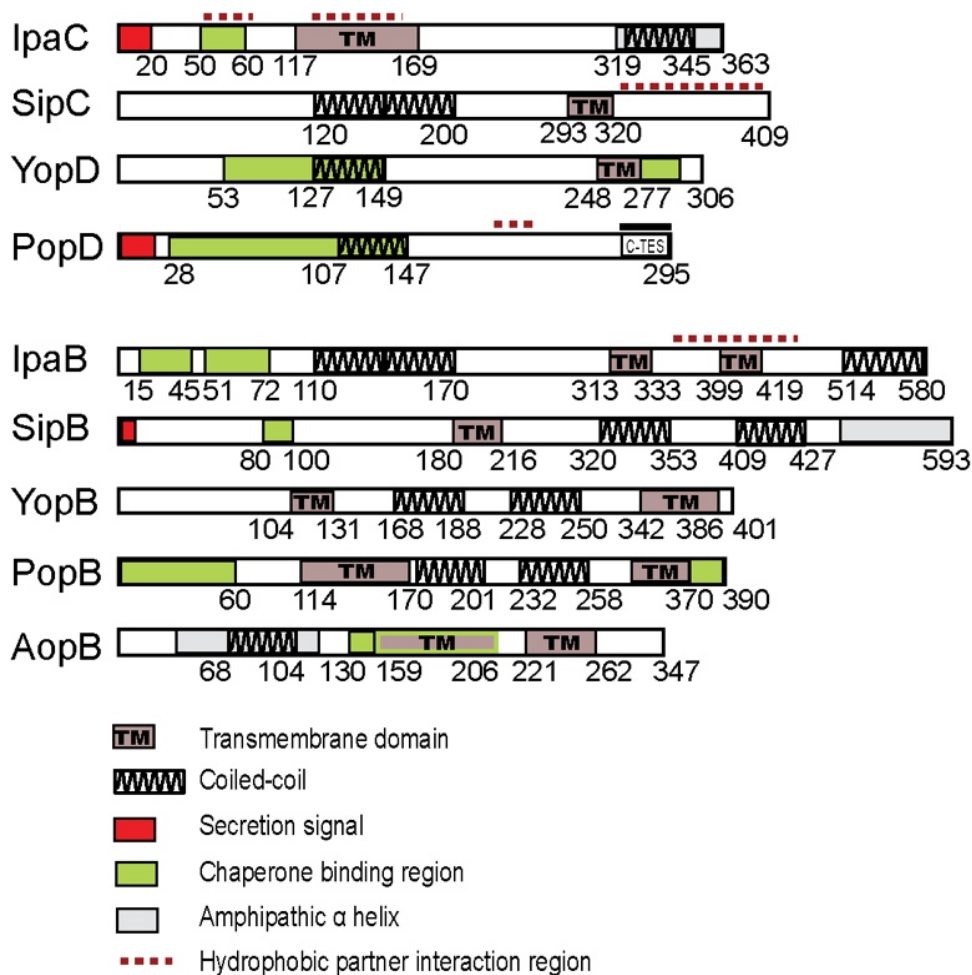 IpaC TM
20 50 60 117 169 319 345 363
SipC TM
120 200 293 320 409
YopD TM
53 127 149 248 277 306
PopD C-TES
28 107 147 295
IpaB TM TM
15 45 51 72 110 170 313 333 399 419 514 580
SipB TM
80 100 180 216 320 353 409 427 593
YopB TM TM
104 131 168 188 228 250 342 386 401
PopB TM TM
60 114 170 201 232 258 370 390
AopB TM TM
68 104 130 159 206 221 262 347
TM Transmembrane domain
Coiled-coil
Secretion signal
Chaperone binding region
Amphipathic α helix
Hydrophobic partner interaction region